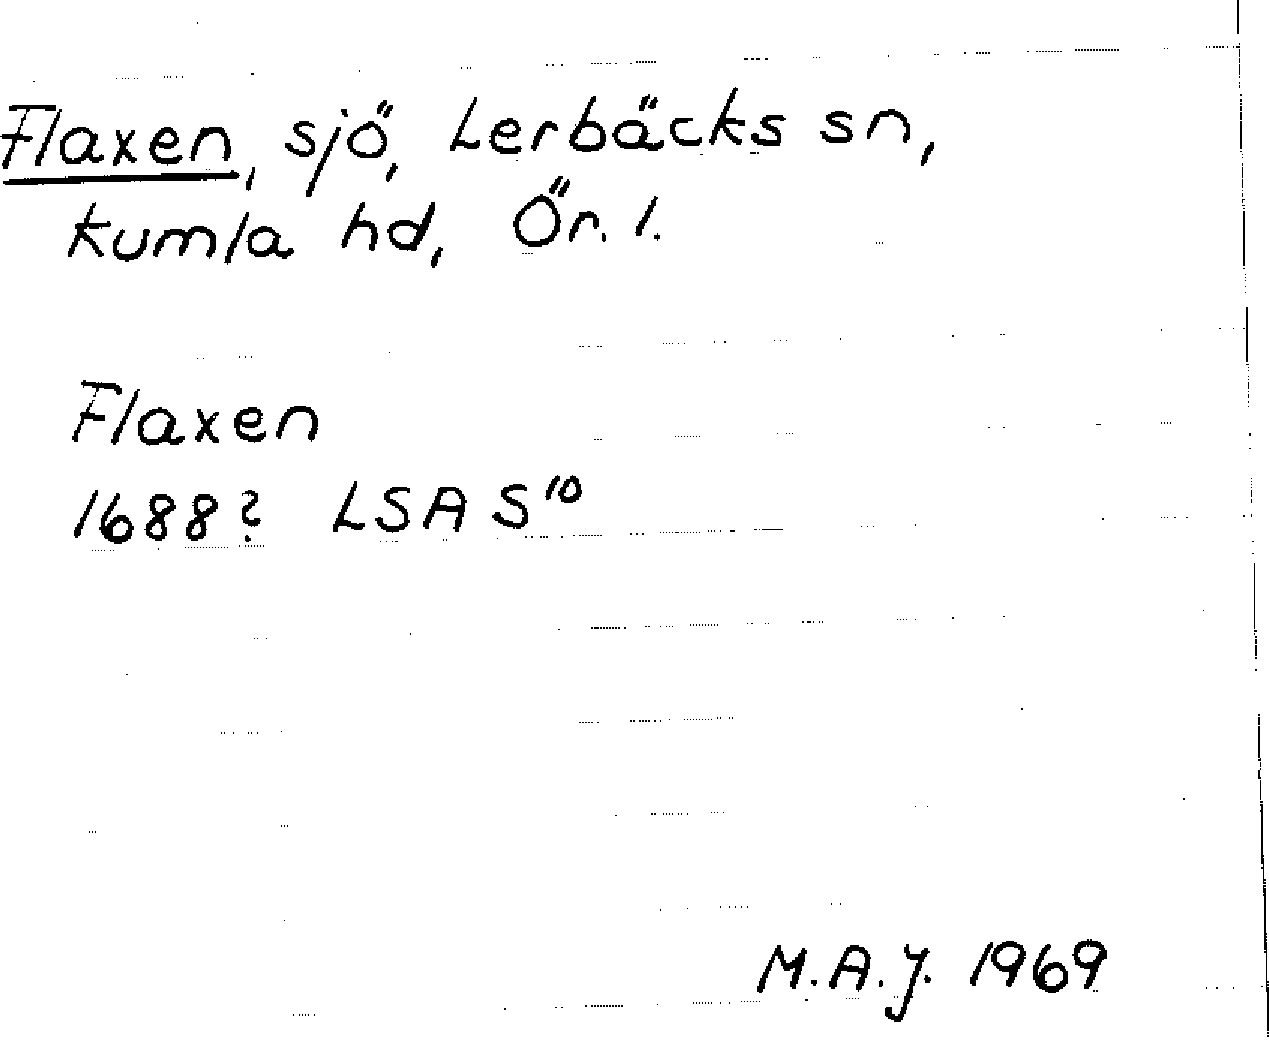 Flaxen, sjö, Lerbäcks sn,
Kumla hd, Ör. l.
Flaxen
1688? LSA S¹⁰
M.A.J. 1969